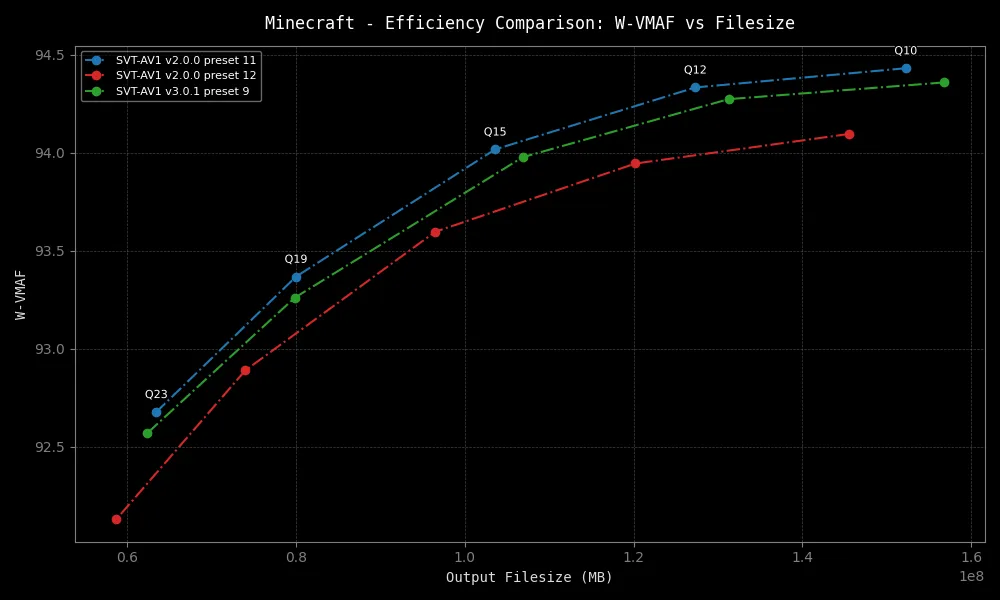 Minecraft - Efficiency Comparison: W-VMAF vs Filesize
SVT-AV1 v2.0.0 preset 11
SVT-AV1 v2.0.0 preset 12
SVT-AV1 v3.0.1 preset 9
Q10
Q12
Q15
Q19
Q23
94.5
94.0
93.5
93.0
92.5
W-VMAF
0.6
0.8
1.0
1.2
1.4
1.6
1e8
Output Filesize (MB)